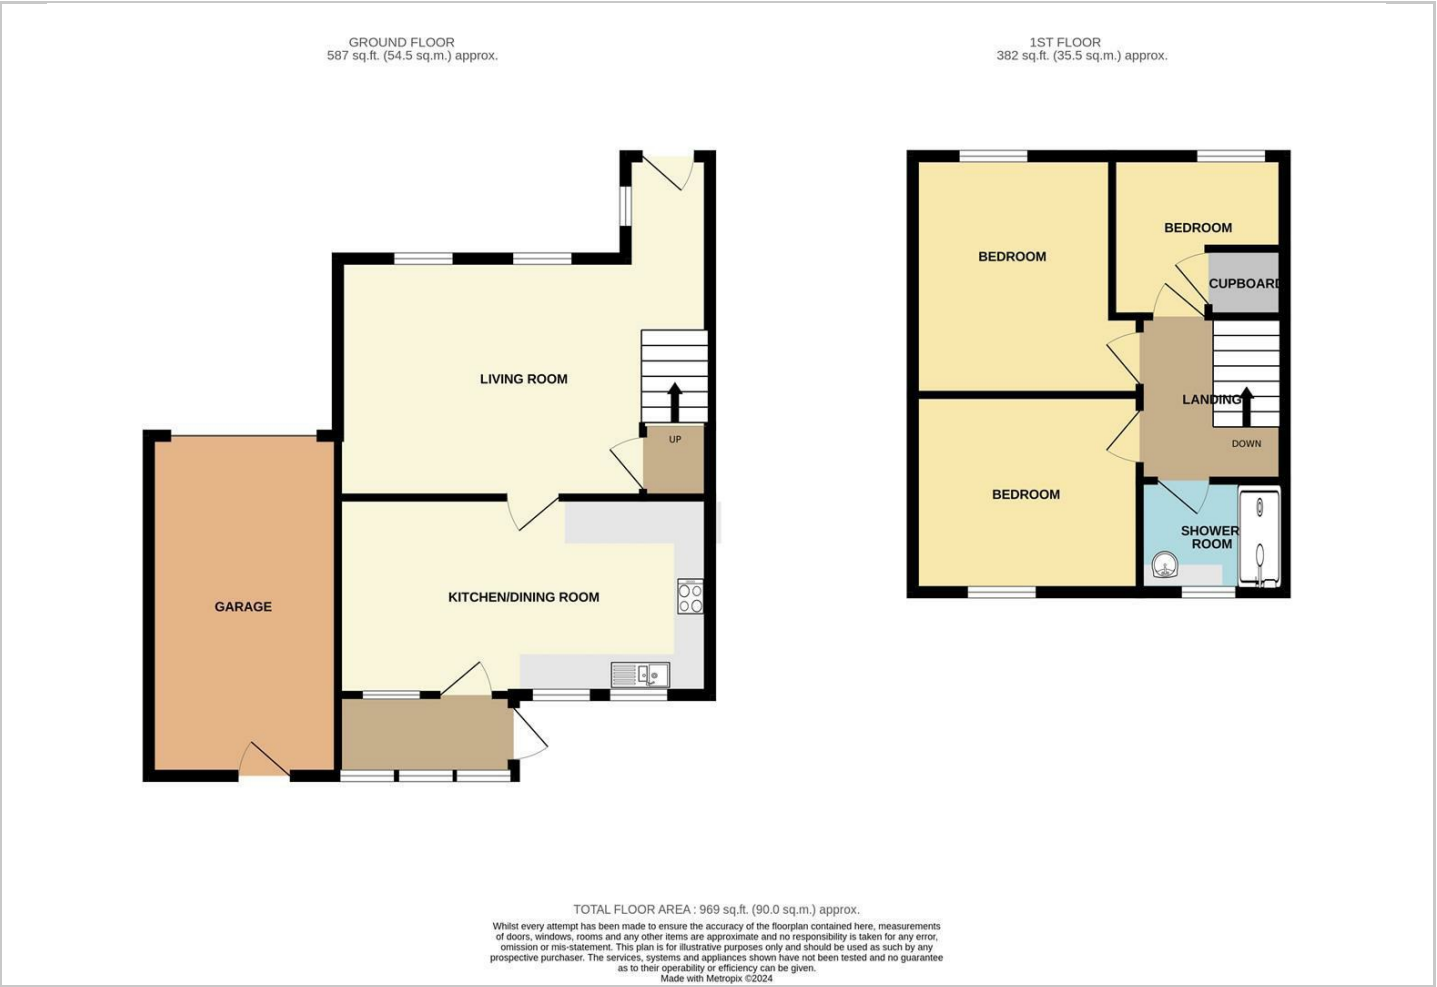 GROUND FLOOR
587 sq.ft. (54.5 sq.m.) approx.
1ST FLOOR
382 sq.ft. (35.5 sq.m.) approx.
BEDROOM
BEDROOM
CUPBOARD
LIVING ROOM
LANDING
UP
DOWN
BEDROOM
SHOWER
ROOM
KITCHEN/DINING ROOM
GARAGE
TOTAL FLOOR AREA : 969 sq.ft. (90.0 sq.m.) approx.
Whilst every attempt has been made to ensure the accuracy of the floorplan contained here, measurements
of doors, windows, rooms and any other items are approximate and no responsibility is taken for any error,
omission or mis-statement. This plan is for illustrative purposes only and should be used as such by any
prospective purchaser. The services, systems and appliances shown have not been tested and no guarantee
as to their operability or efficiency can be given.
Made with Metropix ©2024